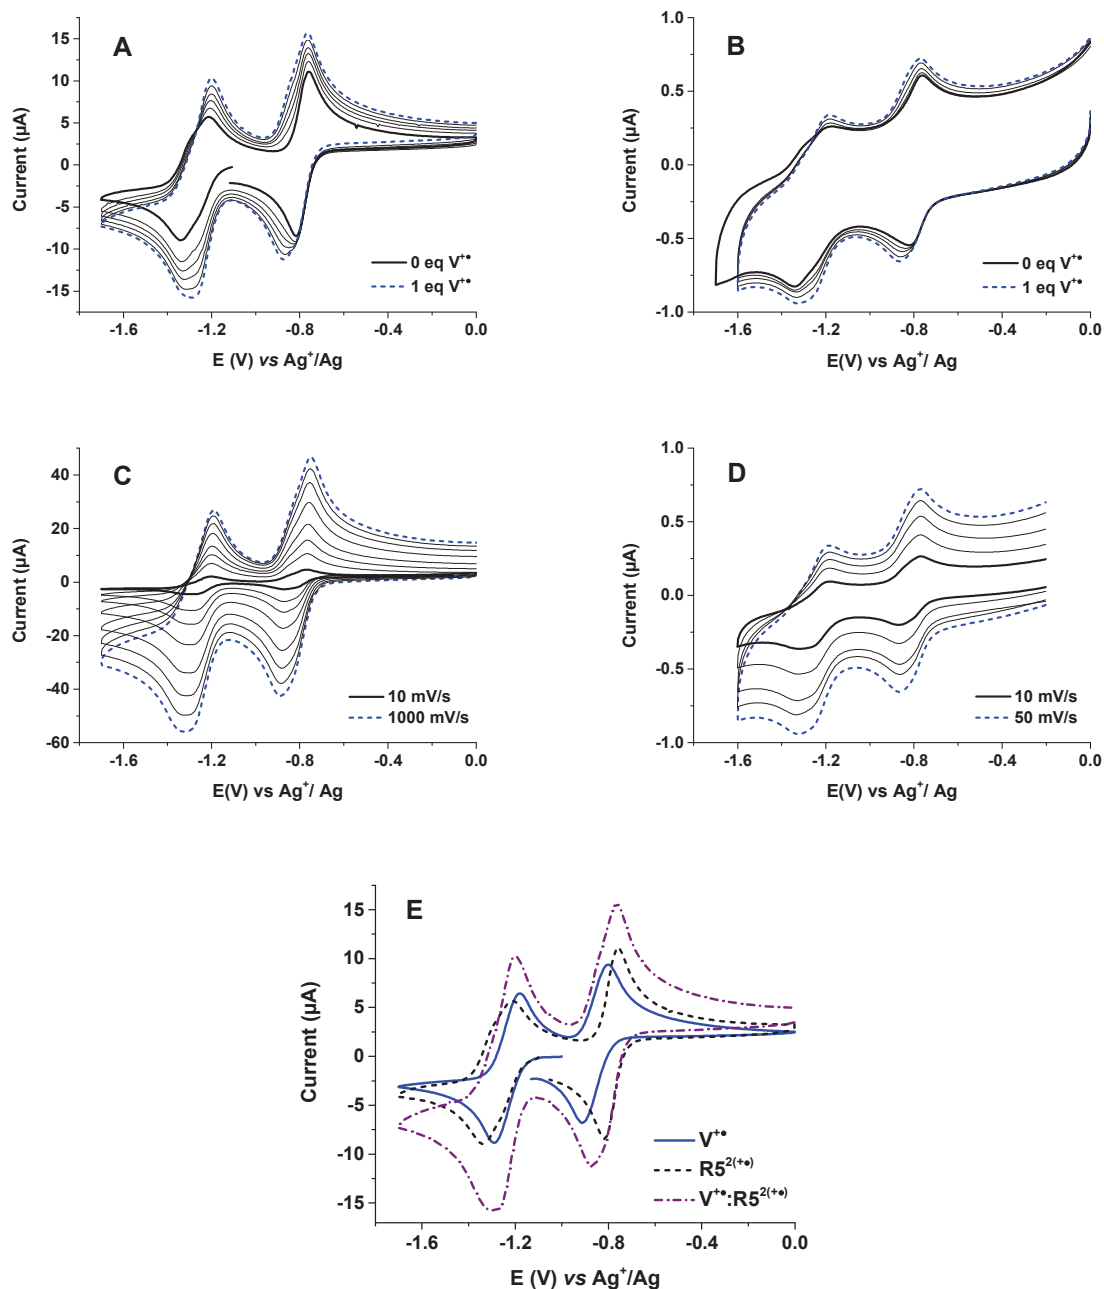 A
15
10
5
0
-5
-10
-15
Current (µA)
0 eq V⁺•
1 eq V⁺•
-1.6 -1.2 -0.8 -0.4 0.0
E (V) vs Ag⁺/Ag
B
1.0
0.5
0.0
-0.5
-1.0
Current (µA)
0 eq V⁺•
1 eq V⁺•
-1.6 -1.2 -0.8 -0.4 0.0
E(V) vs Ag⁺/ Ag
C
40
20
0
-20
-40
-60
Current (µA)
10 mV/s
1000 mV/s
-1.6 -1.2 -0.8 -0.4 0.0
E(V) vs Ag⁺/ Ag
D
1.0
0.5
0.0
-0.5
-1.0
Current (µA)
10 mV/s
50 mV/s
-1.6 -1.2 -0.8 -0.4 0.0
E(V) vs Ag⁺/ Ag
E
15
10
5
0
-5
-10
-15
Current (µA)
V⁺•
R5²⁽⁺•⁾
V⁺•:R5²⁽⁺•⁾
-1.6 -1.2 -0.8 -0.4 0.0
E (V) vs Ag⁺/Ag